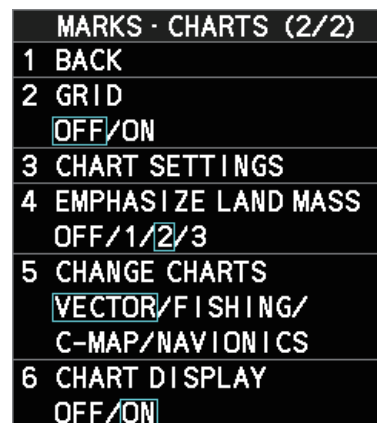 MARKS · CHARTS (2/2)
1 BACK
2 GRID
OFF/ON
3 CHART SETTINGS
4 EMPHASIZE LAND MASS
OFF/1/2/3
5 CHANGE CHARTS
VECTOR/FISHING/
C-MAP/NAVIONICS
6 CHART DISPLAY
OFF/ON